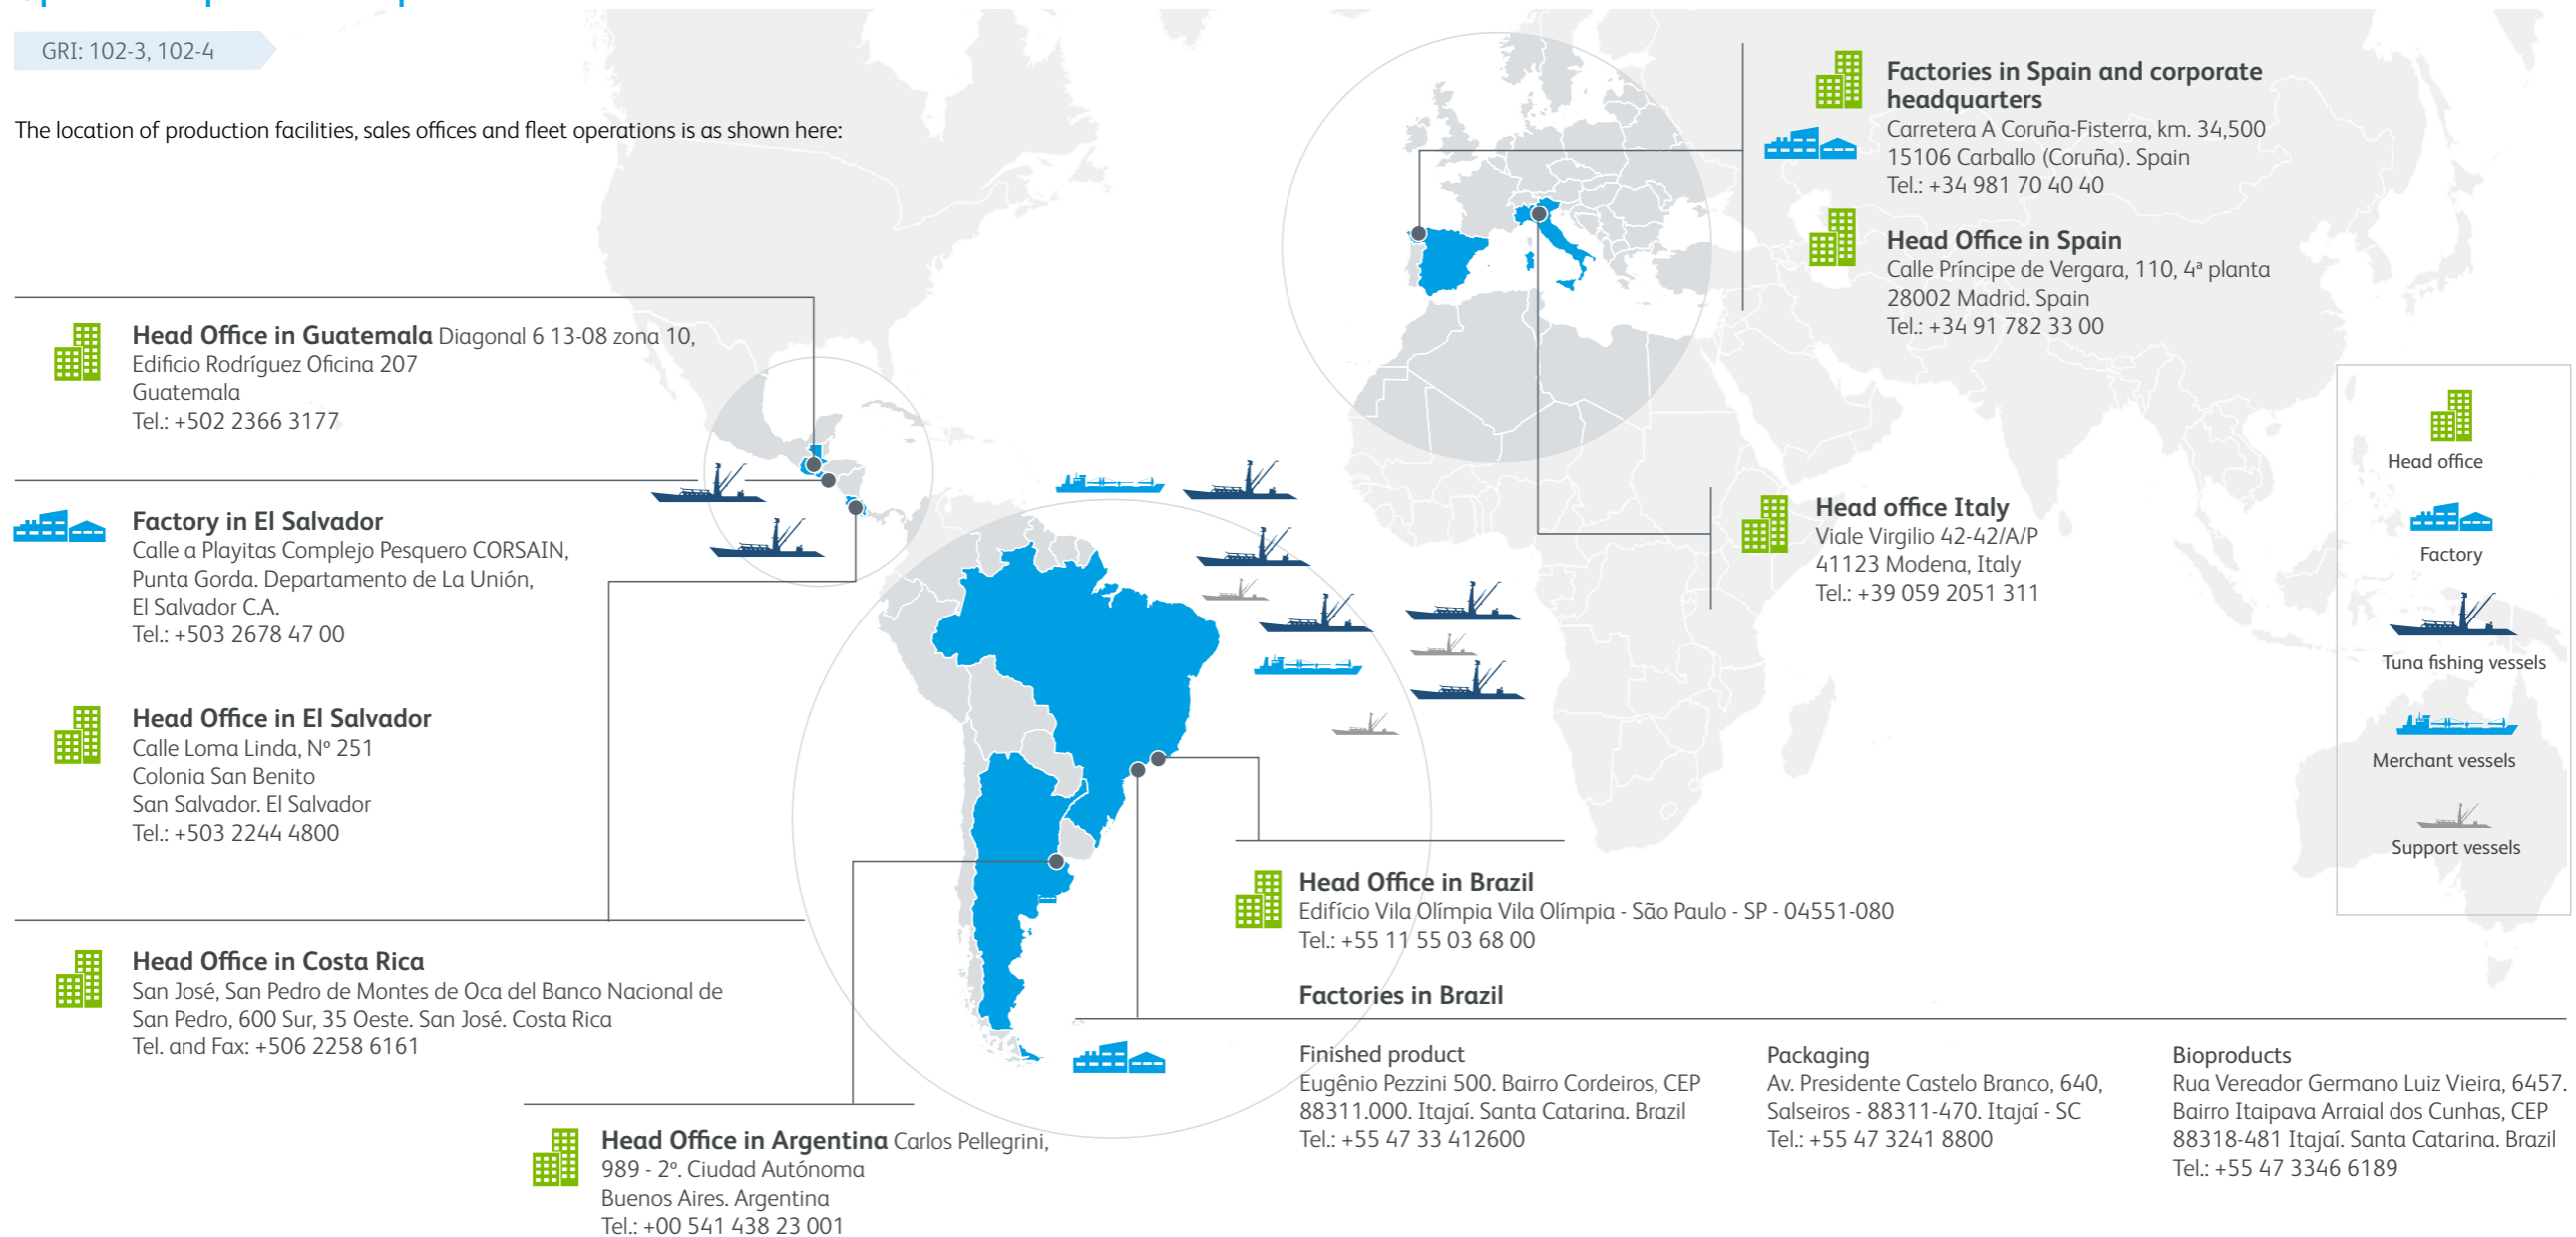 GRI: 102-3, 102-4
The location of production facilities, sales offices and fleet operations is as shown here:
Factories in Spain and corporate
headquarters
Carretera A Coruña-Fisterra, km. 34,500
15106 Carballo (Coruña). Spain
Tel.: +34 981 70 40 40
Head Office in Spain
Calle Príncipe de Vergara, 110, 4ª planta
28002 Madrid. Spain
Tel.: +34 91 782 33 00
Head Office in Guatemala Diagonal 6 13-08 zona 10,
Edificio Rodríguez Oficina 207
Guatemala
Tel.: +502 2366 3177
Factory in El Salvador
Calle a Playitas Complejo Pesquero CORSAIN,
Punta Gorda. Departamento de La Unión,
El Salvador C.A.
Tel.: +503 2678 47 00
Head Office in El Salvador
Calle Loma Linda, Nº 251
Colonia San Benito
San Salvador. El Salvador
Tel.: +503 2244 4800
Head Office in Costa Rica
San José, San Pedro de Montes de Oca del Banco Nacional de
San Pedro, 600 Sur, 35 Oeste. San José. Costa Rica
Tel. and Fax: +506 2258 6161
Head Office in Argentina Carlos Pellegrini,
989 - 2º. Ciudad Autónoma
Buenos Aires. Argentina
Tel.: +00 541 438 23 001
Head office Italy
Viale Virgilio 42-42/A/P
41123 Modena, Italy
Tel.: +39 059 2051 311
Head office
Factory
Tuna fishing vessels
Merchant vessels
Support vessels
Head Office in Brazil
Edifício Vila Olímpia Vila Olímpia - São Paulo - SP - 04551-080
Tel.: +55 11 55 03 68 00
Factories in Brazil
Finished product
Eugênio Pezzini 500. Bairro Cordeiros, CEP
88311.000. Itajaí. Santa Catarina. Brazil
Tel.: +55 47 33 412600
Packaging
Av. Presidente Castelo Branco, 640,
Salseiros - 88311-470. Itajaí - SC
Tel.: +55 47 3241 8800
Bioproducts
Rua Vereador Germano Luiz Vieira, 6457.
Bairro Itaipava Arraial dos Cunhas, CEP
88318-481 Itajaí. Santa Catarina. Brazil
Tel.: +55 47 3346 6189